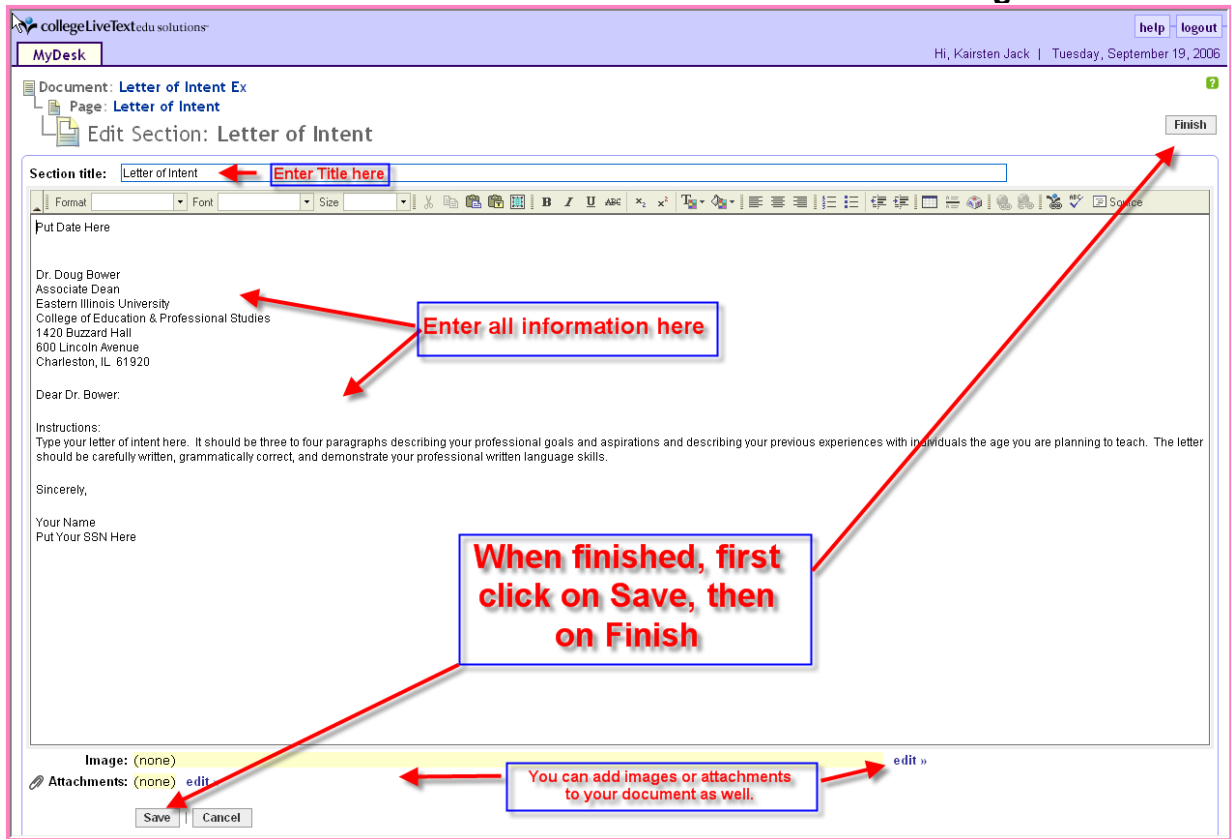 collegeLiveText edu solutions
help logout
MyDesk
Hi, Kairsten Jack | Tuesday, September 19, 2006
Document: Letter of Intent Ex
Page: Letter of Intent
Edit Section: Letter of Intent
Finish
Section title: Letter of Intent
Enter Title here
Format Font Size B I U ABC x₂ x² Source
Put Date Here
Dr. Doug Bower
Associate Dean
Eastern Illinois University
College of Education & Professional Studies
1420 Buzzard Hall
600 Lincoln Avenue
Charleston, IL 61920
Enter all information here
Dear Dr. Bower:
Instructions:
Type your letter of intent here. It should be three to four paragraphs describing your professional goals and aspirations and describing your previous experiences with individuals the age you are planning to teach. The letter
should be carefully written, grammatically correct, and demonstrate your professional written language skills.
Sincerely,
Your Name
Put Your SSN Here
When finished, first
click on Save, then
on Finish
Image: (none) edit »
Attachments: (none) edit »
You can add images or attachments
to your document as well.
Save | Cancel